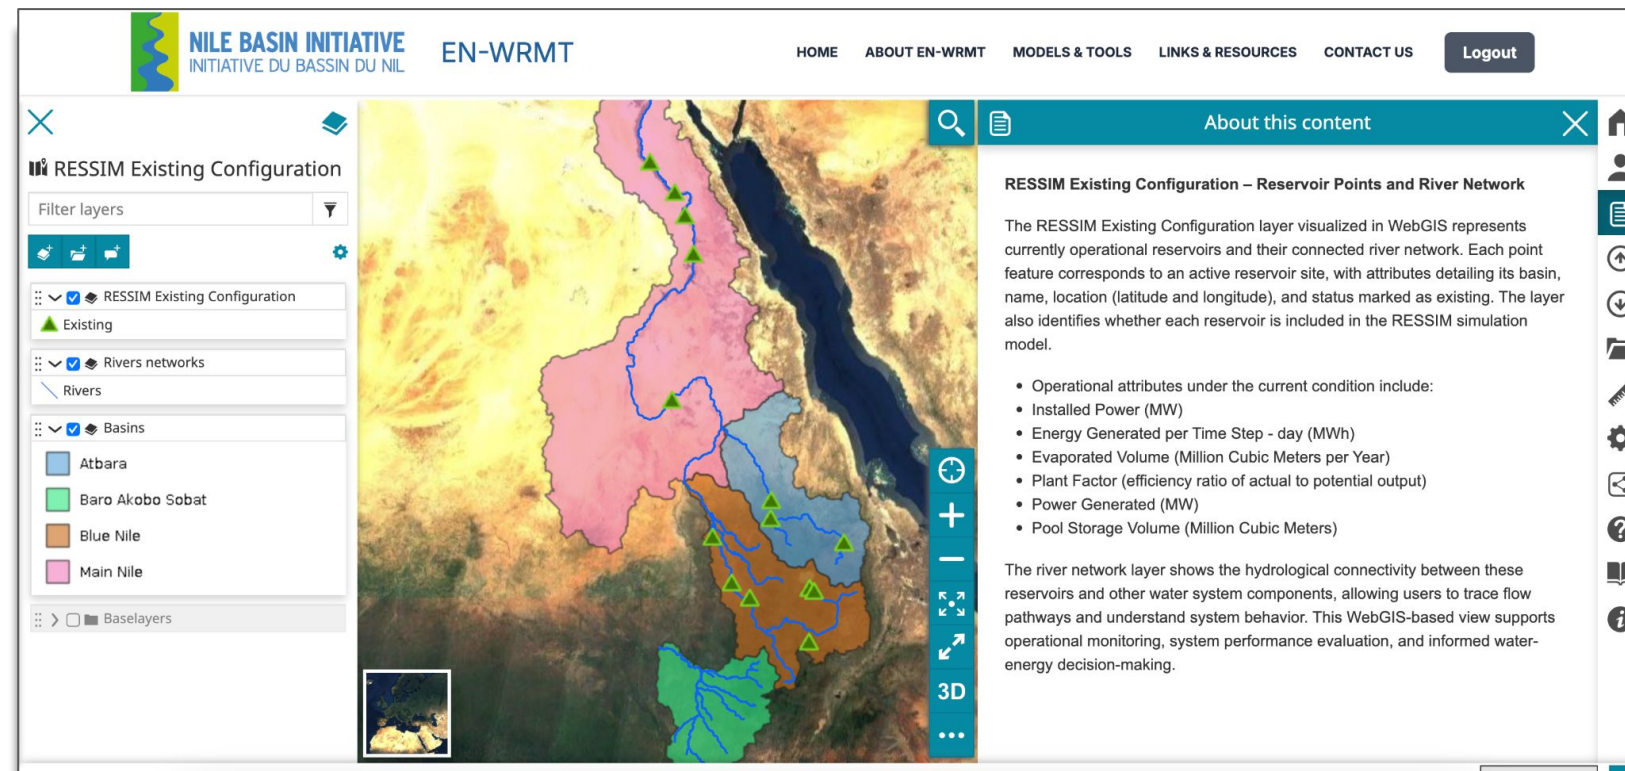 NILE BASIN INITIATIVE
INITIATIVE DU BASSIN DU NIL
EN-WRMT
HOME
ABOUT EN-WRMT
MODELS & TOOLS
LINKS & RESOURCES
CONTACT US
Logout
RESSIM Existing Configuration
Filter layers
RESSIM Existing Configuration
Existing
Rivers networks
Rivers
Basins
Atbara
Baro Akobo Sobat
Blue Nile
Main Nile
Baselayers
3D
About this content
RESSIM Existing Configuration – Reservoir Points and River Network
The RESSIM Existing Configuration layer visualized in WebGIS represents
currently operational reservoirs and their connected river network. Each point
feature corresponds to an active reservoir site, with attributes detailing its basin,
name, location (latitude and longitude), and status marked as existing. The layer
also identifies whether each reservoir is included in the RESSIM simulation
model.
• Operational attributes under the current condition include:
• Installed Power (MW)
• Energy Generated per Time Step - day (MWh)
• Evaporated Volume (Million Cubic Meters per Year)
• Plant Factor (efficiency ratio of actual to potential output)
• Power Generated (MW)
• Pool Storage Volume (Million Cubic Meters)
The river network layer shows the hydrological connectivity between these
reservoirs and other water system components, allowing users to trace flow
pathways and understand system behavior. This WebGIS-based view supports
operational monitoring, system performance evaluation, and informed water-
energy decision-making.